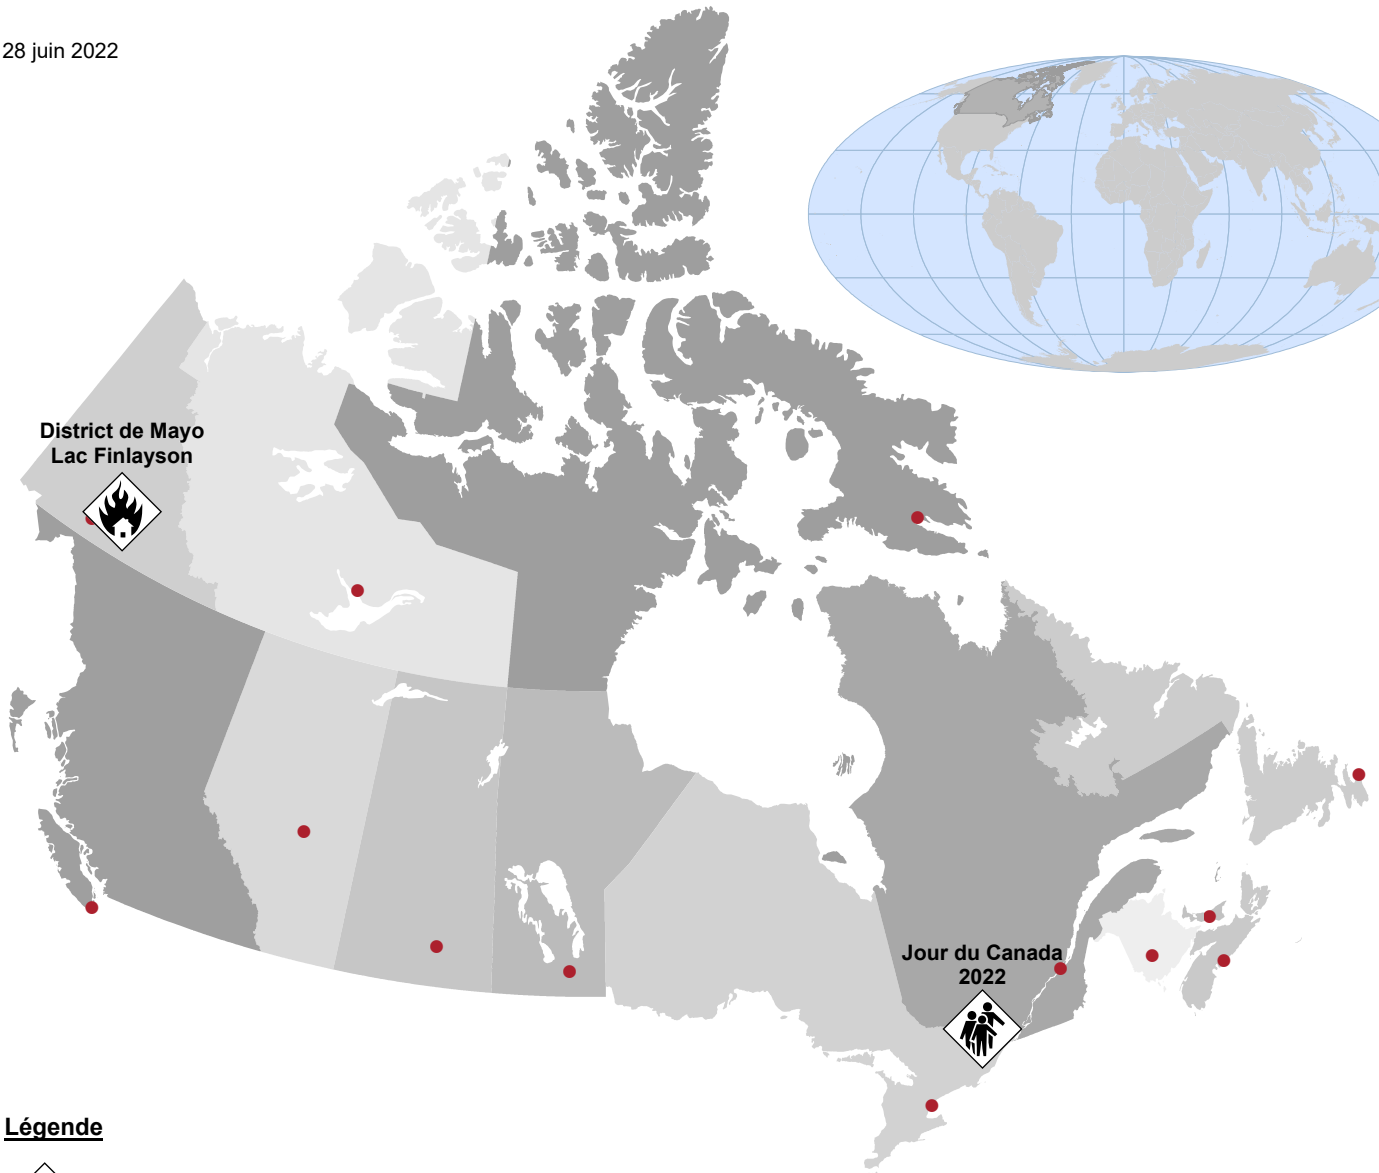 28 juin 2022
District de Mayo
Lac Finlayson
Jour du Canada
2022
Légende